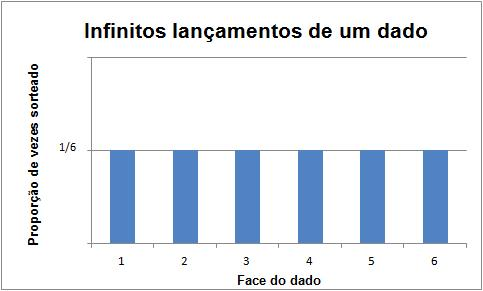 Infinitos lançamentos de um dado
Proporção de vezes sorteado
1/6
1 2 3 4 5 6
Face do dado